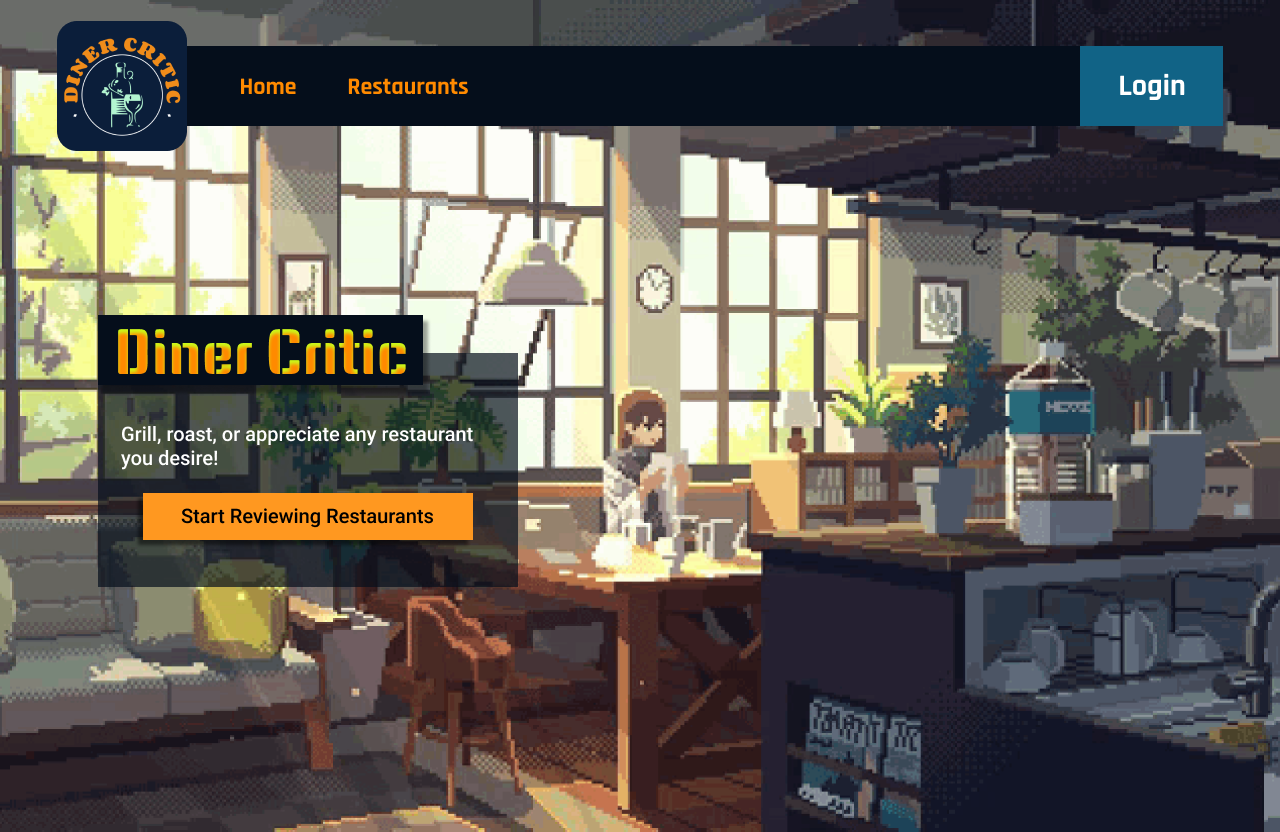 DINER CRITIC
Home
Restaurants
Login
Diner Critic
Grill, roast, or appreciate any restaurant
you desire!
Start Reviewing Restaurants